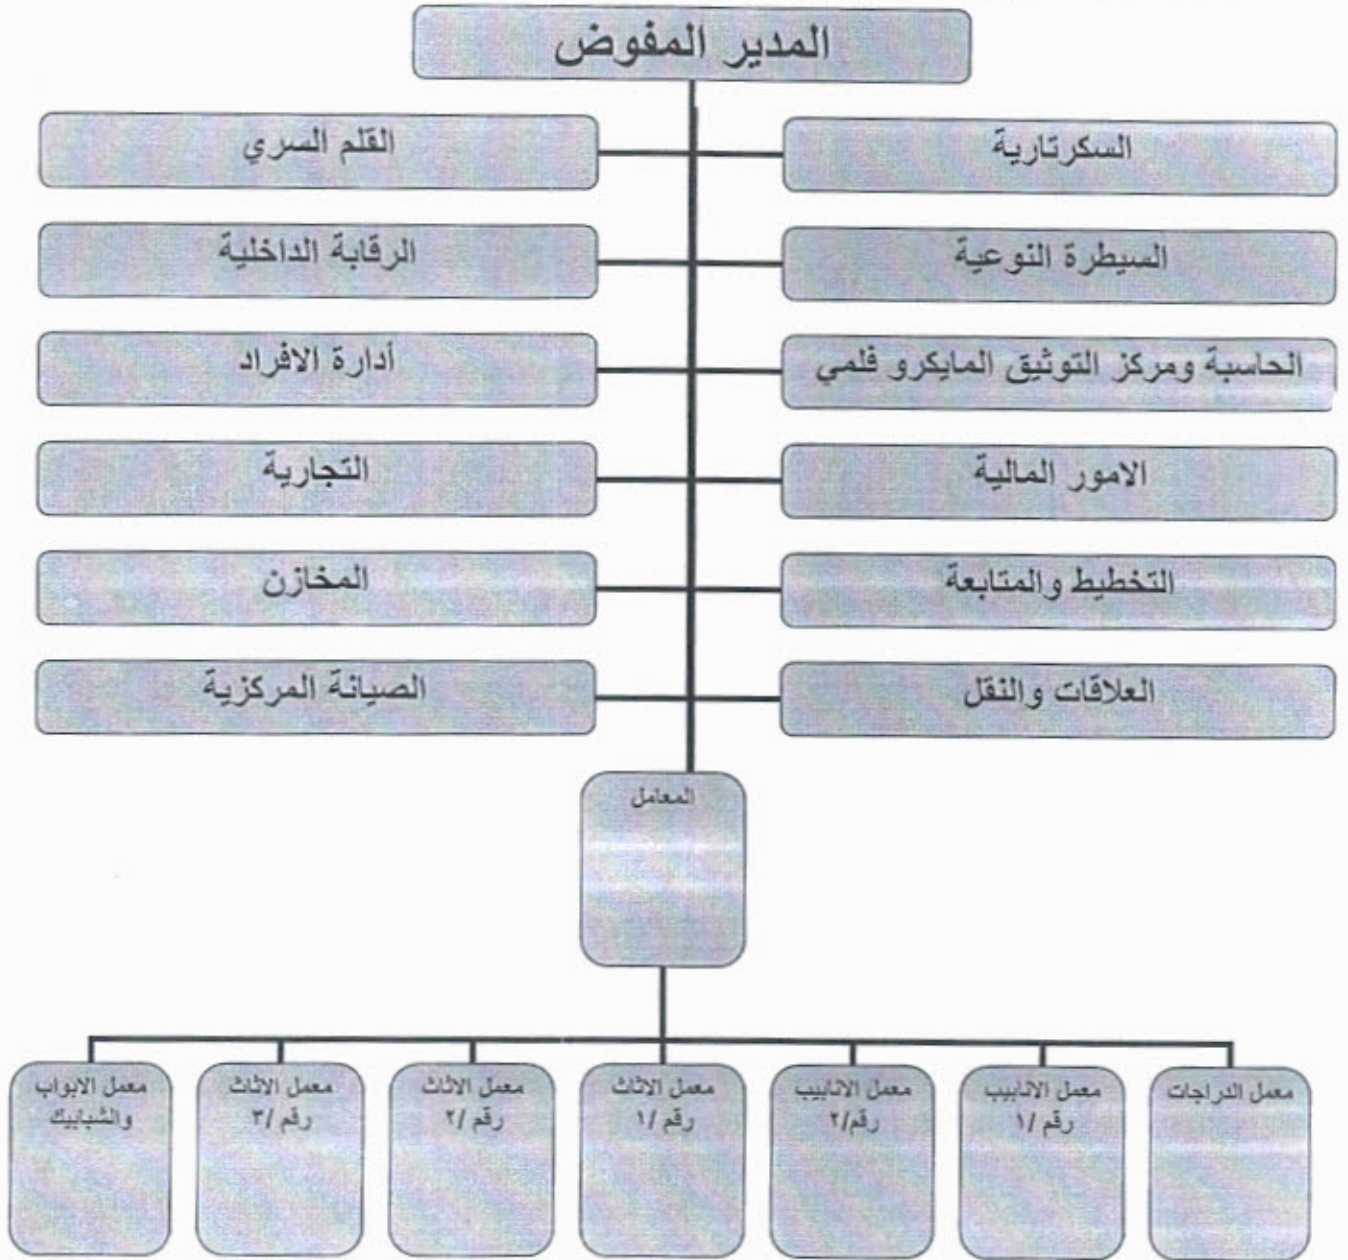 المدير المفوض
السكرتارية
القلم السري
السيطرة النوعية
الرقابة الداخلية
الحاسبة ومركز التوثيق المايكرو فلمي
أدارة الافراد
الامور المالية
التجارية
التخطيط والمتابعة
المخازن
العلاقات والنقل
الصيانة المركزية
المعامل
معمل الدراجات
معمل الانابيب
رقم /١
معمل الانابيب
رقم/٢
معمل الاثاث
رقم /١
معمل الاثاث
رقم /٢
معمل الاثاث
رقم /٣
معمل الابواب
والشبابيك